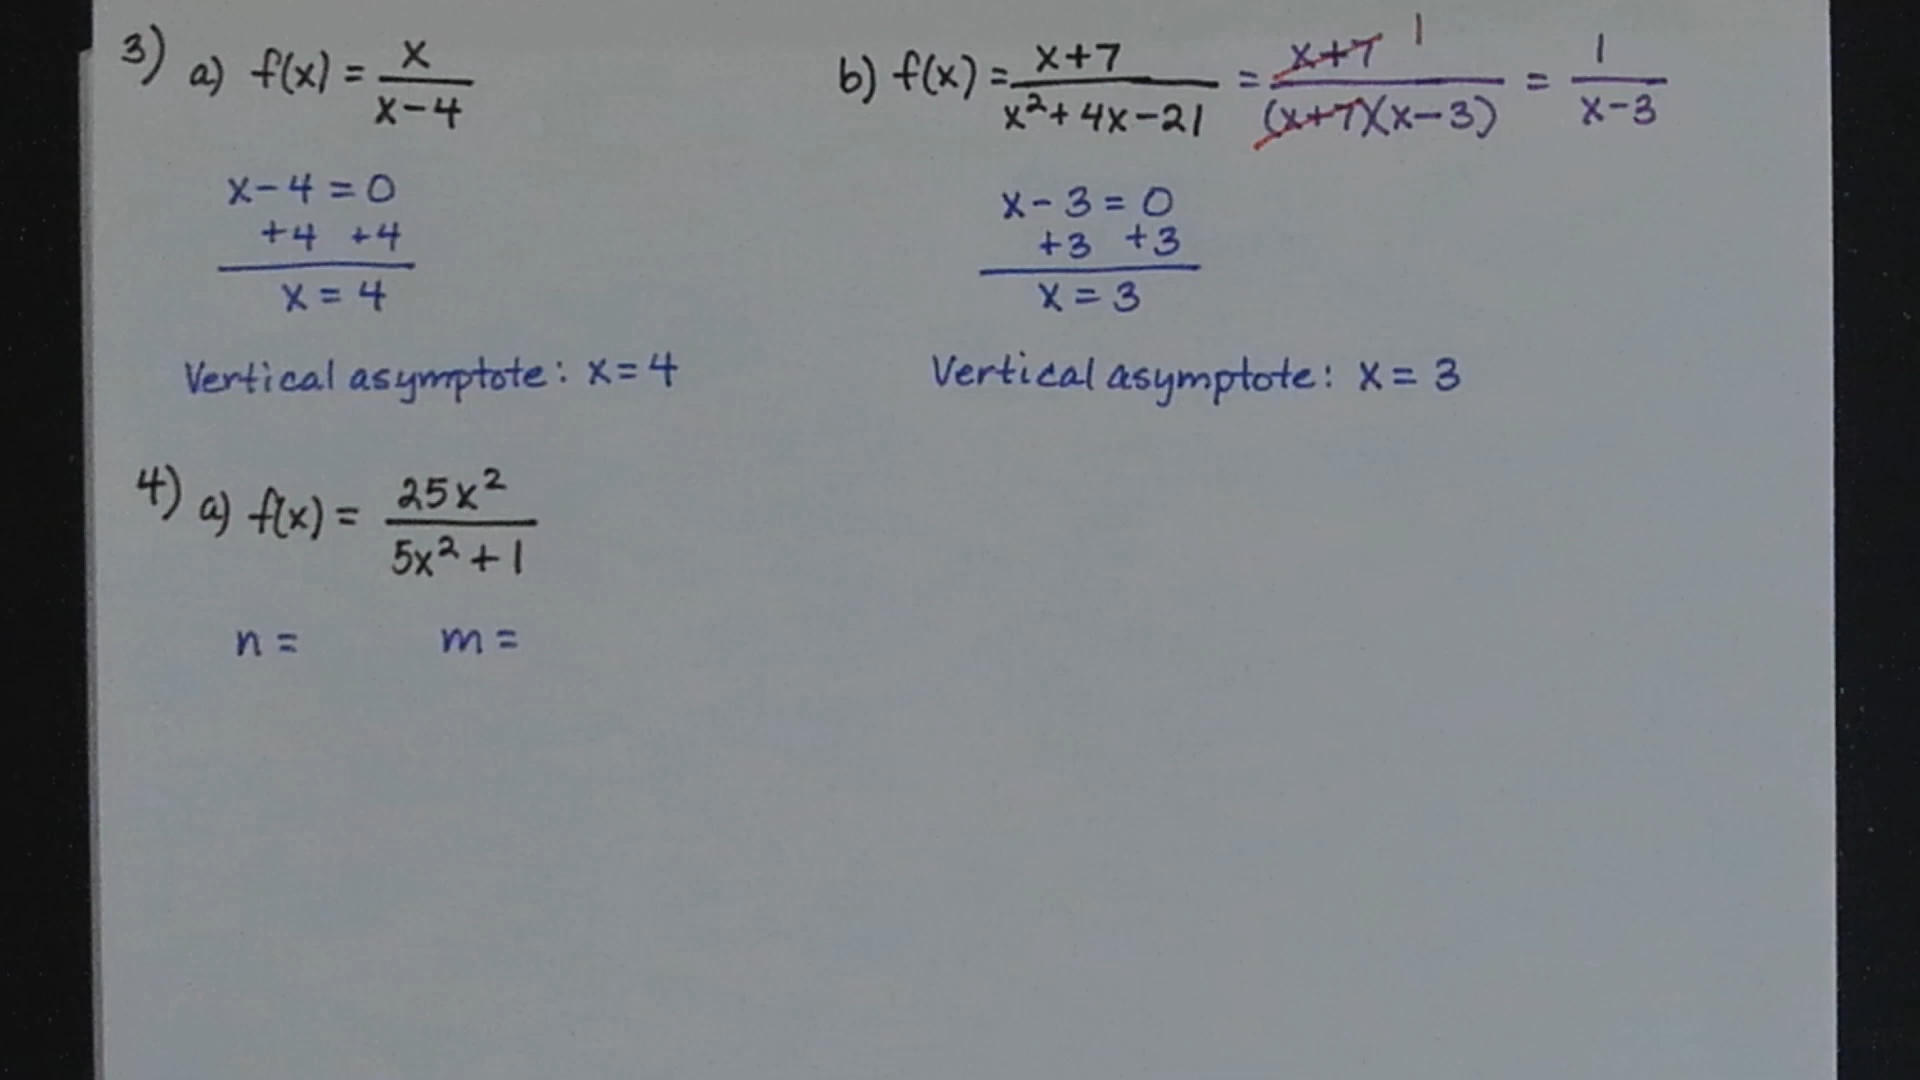 3) a) f(x) = x/(x-4)
x-4=0
+4 +4
x=4
Vertical asymptote: x=4
b) f(x) = (x+7)/(x²+4x-21) = (x+7) 1/((x+7)(x-3)) = 1/(x-3)
x-3=0
+3 +3
x=3
Vertical asymptote: x=3
4) a) f(x) = 25x²/(5x²+1)
n= m=